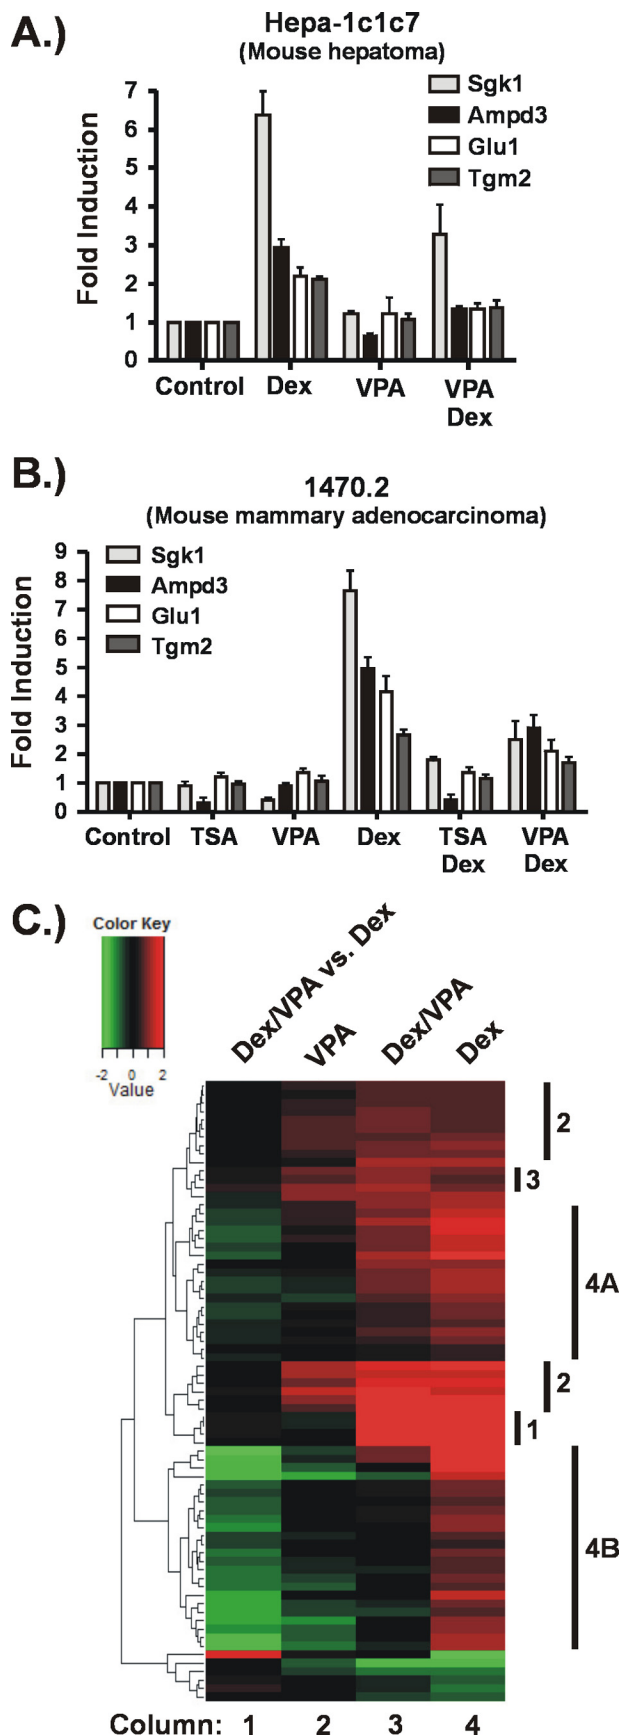 A.)
Hepa-1c1c7
(Mouse hepatoma)
Sgk1
Ampd3
Glu1
Tgm2
Fold Induction
7
6
5
4
3
2
1
0
Control Dex VPA VPA
Dex
B.)
1470.2
(Mouse mammary adenocarcinoma)
Sgk1
Ampd3
Glu1
Tgm2
Fold Induction
9
8
7
6
5
4
3
2
1
0
Control TSA VPA Dex TSA VPA
Dex Dex
C.)
Color Key
-2 0 2
Value
Dex/VPA vs. Dex
VPA
Dex/VPA
Dex
2
3
4A
2
1
4B
Column: 1 2 3 4